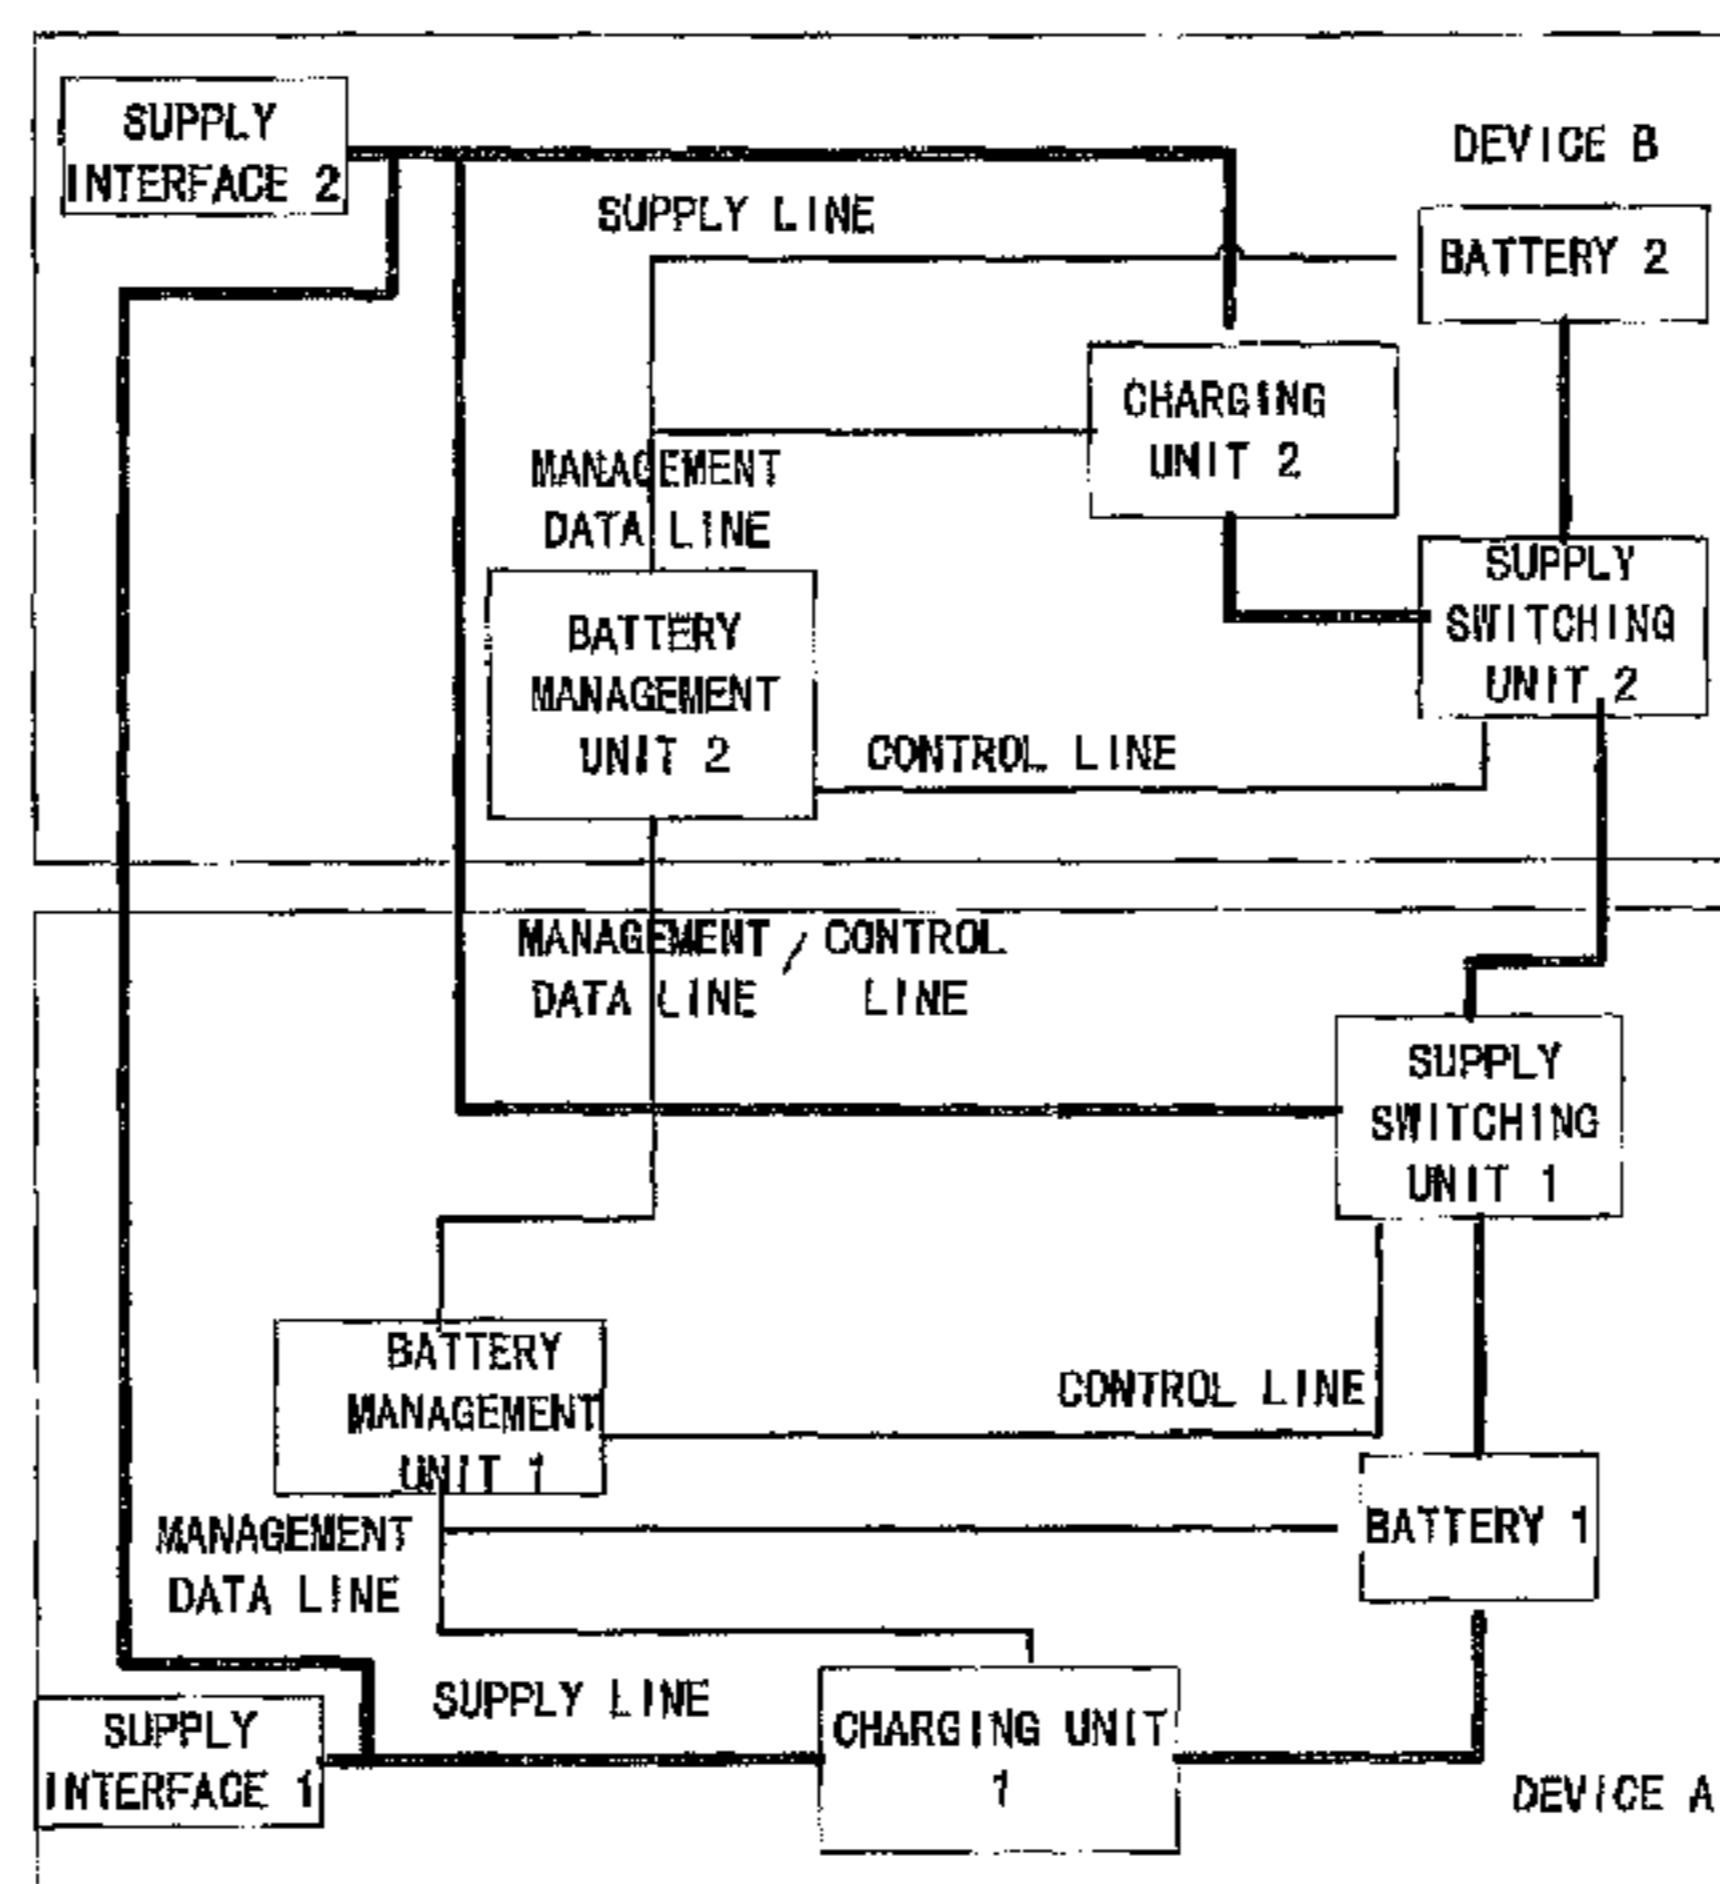 SUPPLY
INTERFACE 2
DEVICE B
SUPPLY LINE
BATTERY 2
CHARGING
UNIT 2
MANAGEMENT
DATA LINE
SUPPLY
SWITCHING
UNIT 2
BATTERY
MANAGEMENT
UNIT 2
CONTROL LINE
MANAGEMENT / CONTROL
DATA LINE LINE
SUPPLY
SWITCHING
UNIT 1
BATTERY
MANAGEMENT
UNIT 1
CONTROL LINE
MANAGEMENT
DATA LINE
BATTERY 1
SUPPLY LINE
SUPPLY
INTERFACE 1
CHARGING UNIT
1
DEVICE A